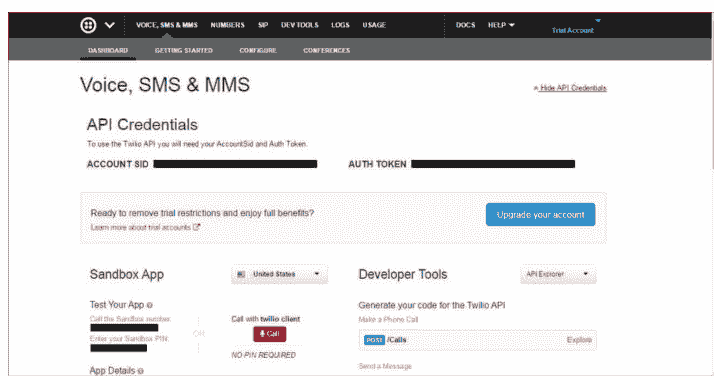 VOICE, SMS & MMS NUMBERS SIP DEV TOOLS LOGS USAGE DOCS HELP Trial Account
DASHBOARD GETTING STARTED CONFIGURE CONFERENCES
Voice, SMS & MMS
Hide API Credentials
API Credentials
To use the Twilio API you will need your AccountSid and Auth Token.
ACCOUNT SID AUTH TOKEN
Ready to remove trial restrictions and enjoy full benefits?
Upgrade your account
Learn more about trial accounts
Sandbox App United States
Developer Tools API Explorer
Test Your App
Call the Sandbox number:
Enter your Sandbox PIN:
OR
Call with twilio client
Call
NO PIN REQUIRED
App Details
Generate your code for the Twilio API
Make a Phone Call
POST /Calls Explore
Send a Message